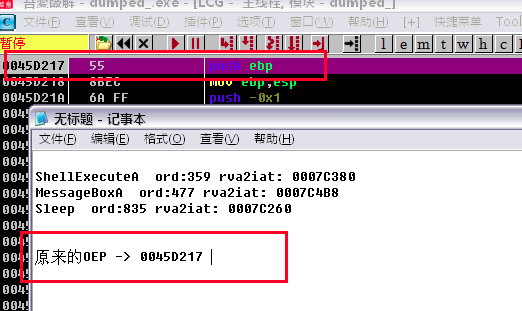 吾爱破解 - dumped_.exe - [LCG - 主线程, 模块 - dumped_]
文件(F) 查看(V) 调试(D) 插件(P) 选项(T) 窗口(W) 帮助(H) [+] 快捷菜单 Tools
暂停 l e m t w h c
0045D217 55 push ebp
0045D218 8BEC mov ebp,esp
0045D21A 6A FF push -0x1
无标题 - 记事本
文件(F) 编辑(E) 格式(O) 查看(V) 帮助(H)
ShellExecuteA ord:359 rva2iat: 0007C380
MessageBoxA ord:477 rva2iat: 0007C4B8
Sleep ord:835 rva2iat: 0007C260
原来的OEP -> 0045D217